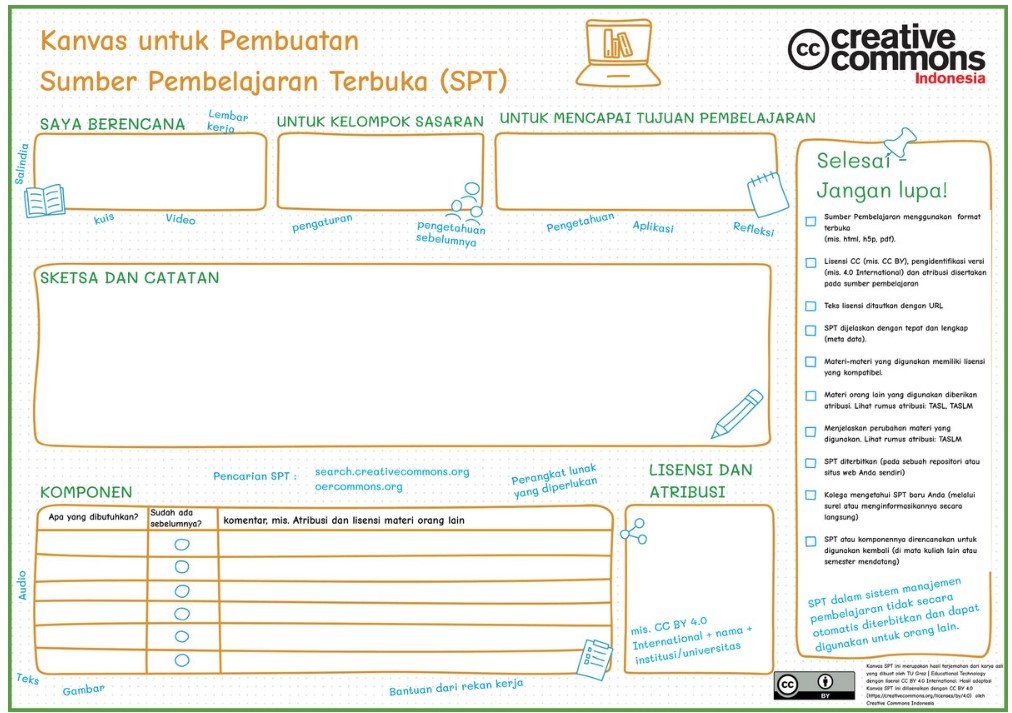 Kanvas untuk Pembuatan
Sumber Pembelajaran Terbuka (SPT)
cc creative
commons
Indonesia
SAYA BERENCANA
Lembar
kerja
Salindia
kuis
Video
UNTUK KELOMPOK SASARAN
pengaturan
pengetahuan
sebelumnya
UNTUK MENCAPAI TUJUAN PEMBELAJARAN
Pengetahuan
Aplikasi
Refleksi
SKETSA DAN CATATAN
Pencarian SPT :
search.creativecommons.org
oercommons.org
Perangkat lunak
yang diperlukan
KOMPONEN
Apa yang dibutuhkan?
Sudah ada
sebelumnya?
komentar, mis. Atribusi dan lisensi materi orang lain
Audio
Teks
Gambar
Bantuan dari rekan kerja
LISENSI DAN
ATRIBUSI
mis. CC BY 4.0
International + nama +
institusi/universitas
Selesai -
Jangan lupa!
Sumber Pembelajaran menggunakan format
terbuka
(mis. html, h5p, pdf).
Lisensi CC (mis. CC BY), pengidentifikasi versi
(mis. 4.0 International) dan atribusi disertakan
pada sumber pembelajaran
Teks lisensi ditautkan dengan URL
SPT dijelaskan dengan tepat dan lengkap
(meta data).
Materi-materi yang digunakan memiliki lisensi
yang kompatibel.
Materi orang lain yang digunakan diberikan
atribusi. Lihat rumus atribusi: TASL, TASLM
Menjelaskan perubahan materi yang
digunakan. Lihat rumus atribusi: TASLM
SPT diterbitkan (pada sebuah repositori atau
situs web Anda sendiri)
Kolega mengetahui SPT baru Anda (melalui
surel atau menginformasikannya secara
langsung)
SPT atau komponennya direncanakan untuk
digunakan kembali (di mata kuliah lain atau
semester mendatang)
SPT dalam sistem manajemen
pembelajaran tidak secara
otomatis diterbitkan dan dapat
digunakan untuk orang lain.
cc BY
Kanvas SPT ini merupakan hasil terjemahan dari karya asli
yang dibuat oleh TU Graz | Educational Technology
dengan lisensi CC BY 4.0 International. Hasil adaptasi
Kanvas SPT ini dilisensikan dengan CC BY 4.0
(https://creativecommons.org/licenses/by/4.0) oleh
Creative Commons Indonesia